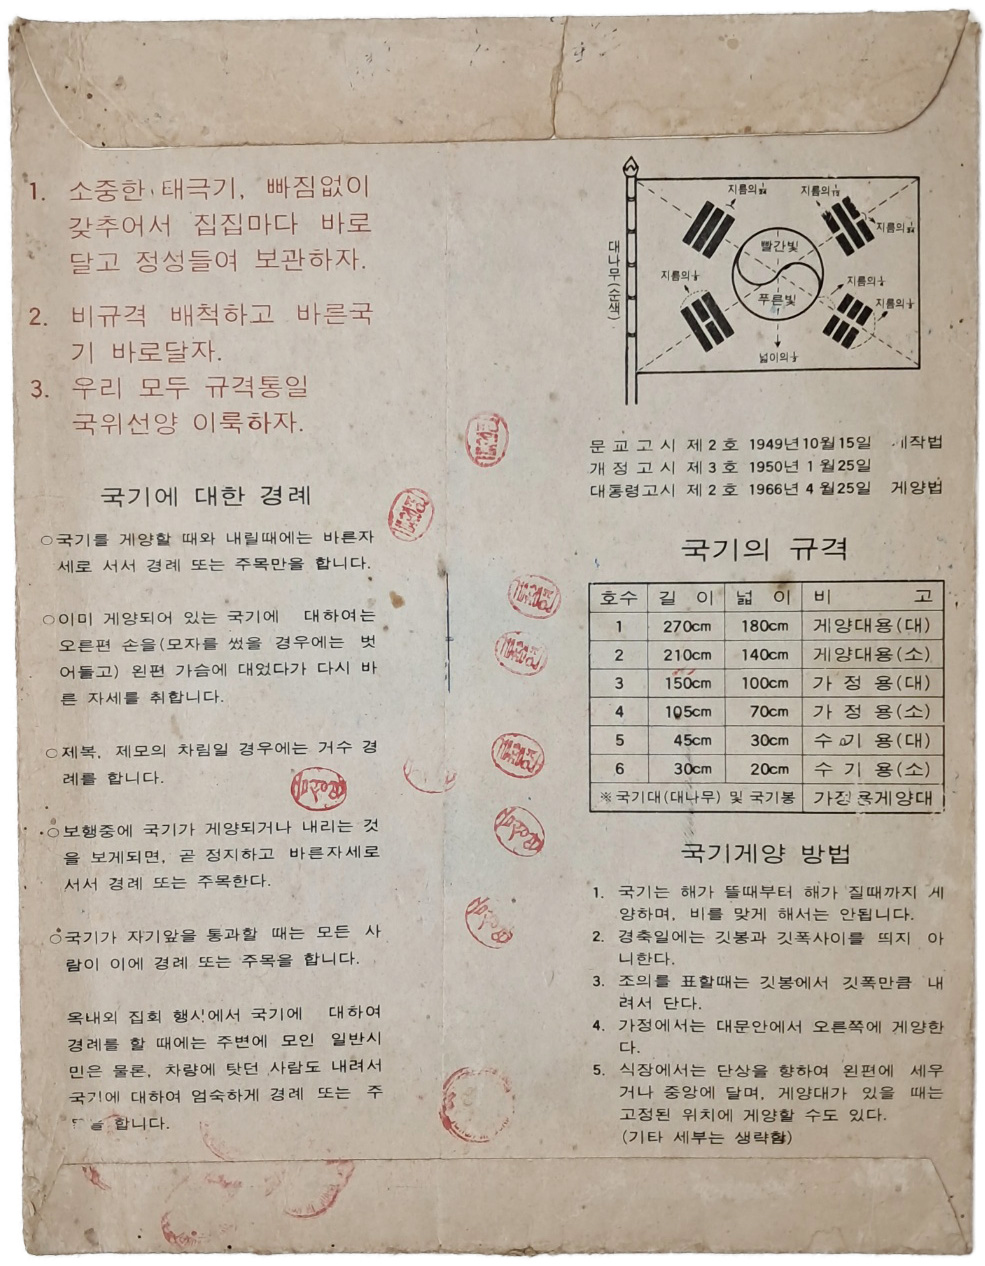 1. 소중한 태극기, 빠짐없이
갖추어서 집집마다 바로
달고 정성들여 보관하자.
2. 비규격 배척하고 바른국
기 바로달자.
3. 우리 모두 규격통일
국위선양 이룩하자.
국기에 대한 경례
○국기를 게양할 때와 내릴때에는 바른자
세로 서서 경례 또는 주목만을 합니다.
○이미 게양되어 있는 국기에 대하여는
오른편 손을(모자를 썼을 경우에는 벗
어들고) 왼편 가슴에 대었다가 다시 바
른 자세를 취합니다.
○제복, 제모의 차림일 경우에는 거수 경
례를 합니다.
○보행중에 국기가 게양되거나 내리는 것
을 보게되면, 곧 정지하고 바른자세로
서서 경례 또는 주목한다.
○국기가 자기앞을 통과할 때는 모든 사
람이 이에 경례 또는 주목을 합니다.
옥내외 집회 행사에서 국기에 대하여
경례를 할 때에는 주변에 모인 일반시
민은 물론, 차량에 탓던 사람도 내려서
국기에 대하여 엄숙하게 경례 또는 주
합니다.
대나무(순색)
지름의
지름의
지름의
빨간빛
지름의
지름의
지름의
푸른빛
넓이의
문교고시 제2호 1949년10월15일 제작법
개정고시 제3호 1950년 1월25일
대통령고시 제2호 1966년 4월25일 게양법
국기의 규격
호수 길이 넓이 비고
1 270cm 180cm 게양대용(대)
2 210cm 140cm 게양대용(소)
3 150cm 100cm 가정용(대)
4 105cm 70cm 가정용(소)
5 45cm 30cm 수기용(대)
6 30cm 20cm 수기용(소)
※국기대(대나무) 및 국기봉 가정용게양대
국기게양 방법
1. 국기는 해가 뜰때부터 해가 질때까지 게
양하며, 비를 맞게 해서는 안됩니다.
2. 경축일에는 깃봉과 깃폭사이를 띄지 아
니한다.
3. 조의를 표할때는 깃봉에서 깃폭만큼 내
려서 단다.
4. 가정에서는 대문안에서 오른쪽에 게양한
다.
5. 식장에서는 단상을 향하여 왼편에 세우
거나 중앙에 달며, 게양대가 있을 때는
고정된 위치에 게양할 수도 있다.
(기타 세부는 생략함)